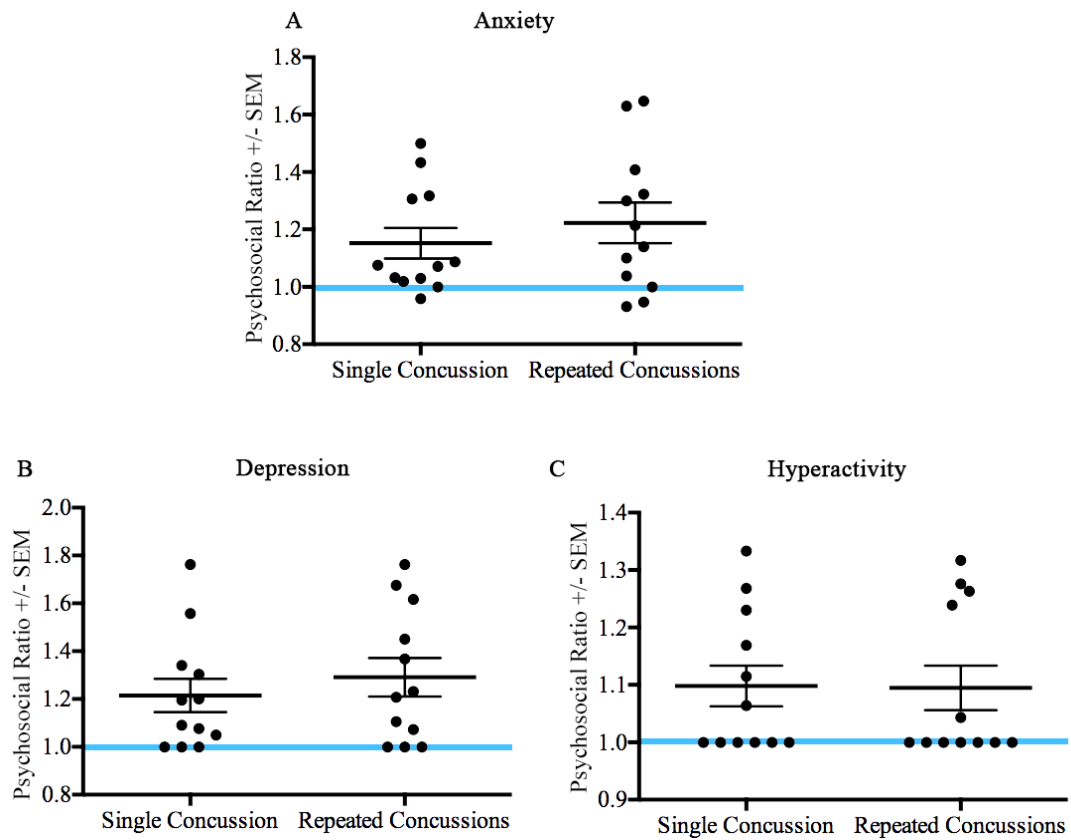 A
Anxiety
Psychosocial Ratio +/- SEM
1.8
1.6
1.4
1.2
1.0
0.8
Single Concussion
Repeated Concussions
B
Depression
Psychosocial Ratio +/- SEM
2.0
1.8
1.6
1.4
1.2
1.0
0.8
Single Concussion
Repeated Concussions
C
Hyperactivity
Psychosocial Ratio +/- SEM
1.4
1.3
1.2
1.1
1.0
0.9
Single Concussion
Repeated Concussions